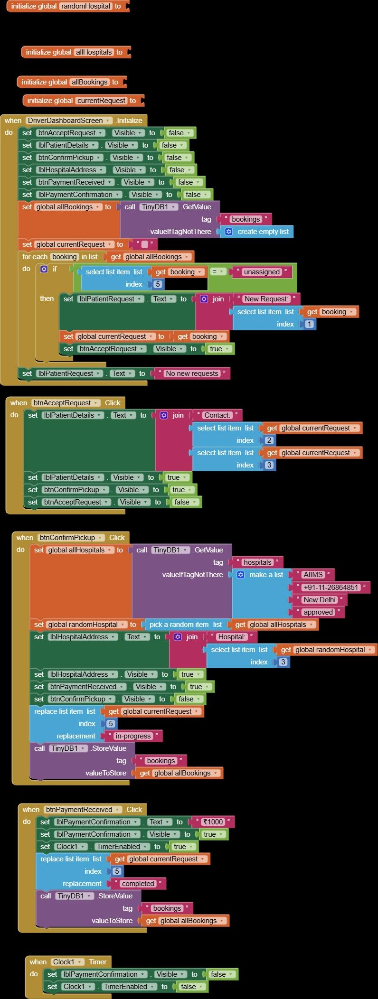 initialize global randomHospital to
initialize global allHospitals to
initialize global allBookings to
initialize global currentRequest to
when DriverDashboardScreen .Initialize
do set btnAcceptRequest . Visible to false
set lblPatientDetails . Visible to false
set btnConfirmPickup . Visible to false
set lblHospitalAddress . Visible to false
set btnPaymentReceived . Visible to false
set lblPaymentConfirmation . Visible to false
set global allBookings to call TinyDB1 .GetValue
tag " bookings "
valueIfTagNotThere create empty list
set global currentRequest to " "
for each booking in list get global allBookings
do if select list item list get booking = " unassigned "
index 5
then set lblPatientRequest . Text to join " New Request: "
select list item list get booking
index 1
set global currentRequest to get booking
set btnAcceptRequest . Visible to true
set lblPatientRequest . Text to " No new requests "
when btnAcceptRequest .Click
do set lblPatientDetails . Text to join " Contact: "
select list item list get global currentRequest
index 2
select list item list get global currentRequest
index 3
set lblPatientDetails . Visible to true
set btnConfirmPickup . Visible to true
set btnAcceptRequest . Visible to false
when btnConfirmPickup .Click
do set global allHospitals to call TinyDB1 .GetValue
tag " hospitals "
valueIfTagNotThere make a list " AIIMS "
" +91-11-26864851 "
" New Delhi "
" approved "
set global randomHospital to pick a random item list get global allHospitals
set lblHospitalAddress . Text to join " Hospital: "
select list item list get global randomHospital
index 3
set lblHospitalAddress . Visible to true
set btnPaymentReceived . Visible to true
set btnConfirmPickup . Visible to false
replace list item list get global currentRequest
index 5
replacement " in-progress "
call TinyDB1 .StoreValue
tag " bookings "
valueToStore get global allBookings
when btnPaymentReceived .Click
do set lblPaymentConfirmation . Text to " ₹1000 "
set lblPaymentConfirmation . Visible to true
set Clock1 . TimerEnabled to true
replace list item list get global currentRequest
index 5
replacement " completed "
call TinyDB1 .StoreValue
tag " bookings "
valueToStore get global allBookings
when Clock1 .Timer
do set lblPaymentConfirmation . Visible to false
set Clock1 . TimerEnabled to false